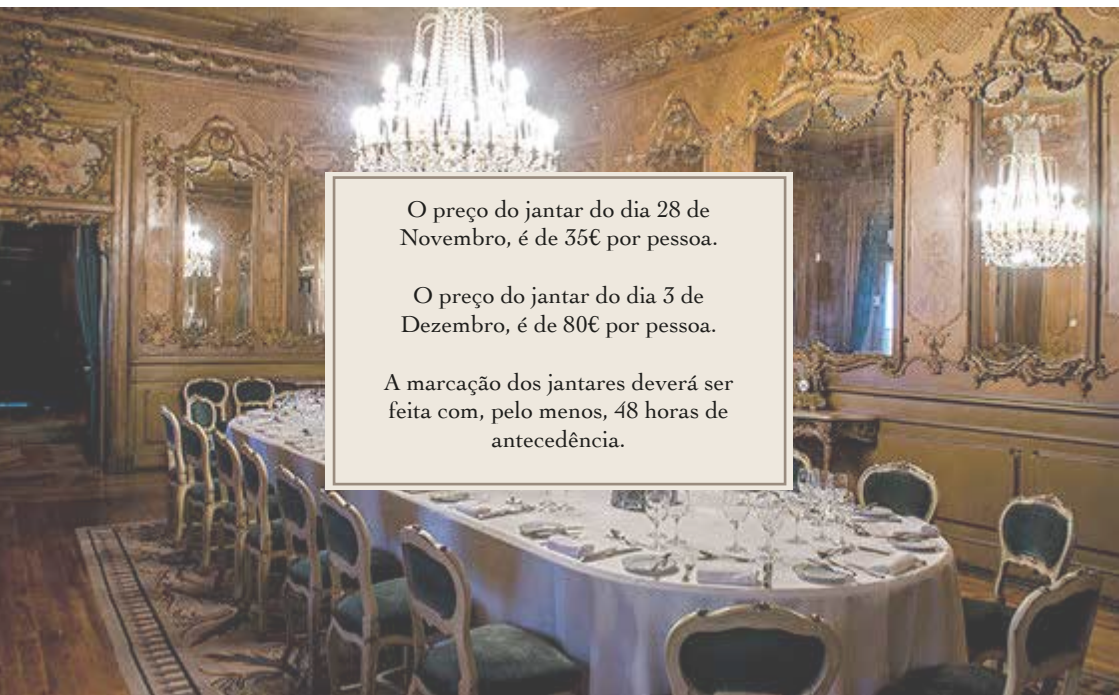 O preço do jantar do dia 28 de
Novembro, é de 35€ por pessoa.
O preço do jantar do dia 3 de
Dezembro, é de 80€ por pessoa.
A marcação dos jantares deverá ser
feita com, pelo menos, 48 horas de
antecedência.